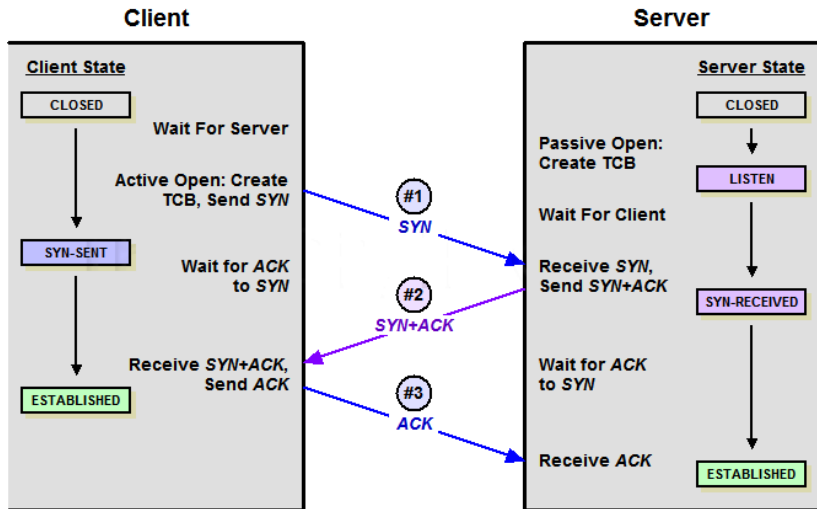 Client
Server
Client State
CLOSED
Wait For Server
Active Open: Create
TCB, Send SYN
SYN-SENT
Wait for ACK
to SYN
Receive SYN+ACK,
Send ACK
ESTABLISHED
#1
SYN
#2
SYN+ACK
#3
ACK
Server State
CLOSED
Passive Open:
Create TCB
LISTEN
Wait For Client
Receive SYN,
Send SYN+ACK
SYN-RECEIVED
Wait for ACK
to SYN
Receive ACK
ESTABLISHED